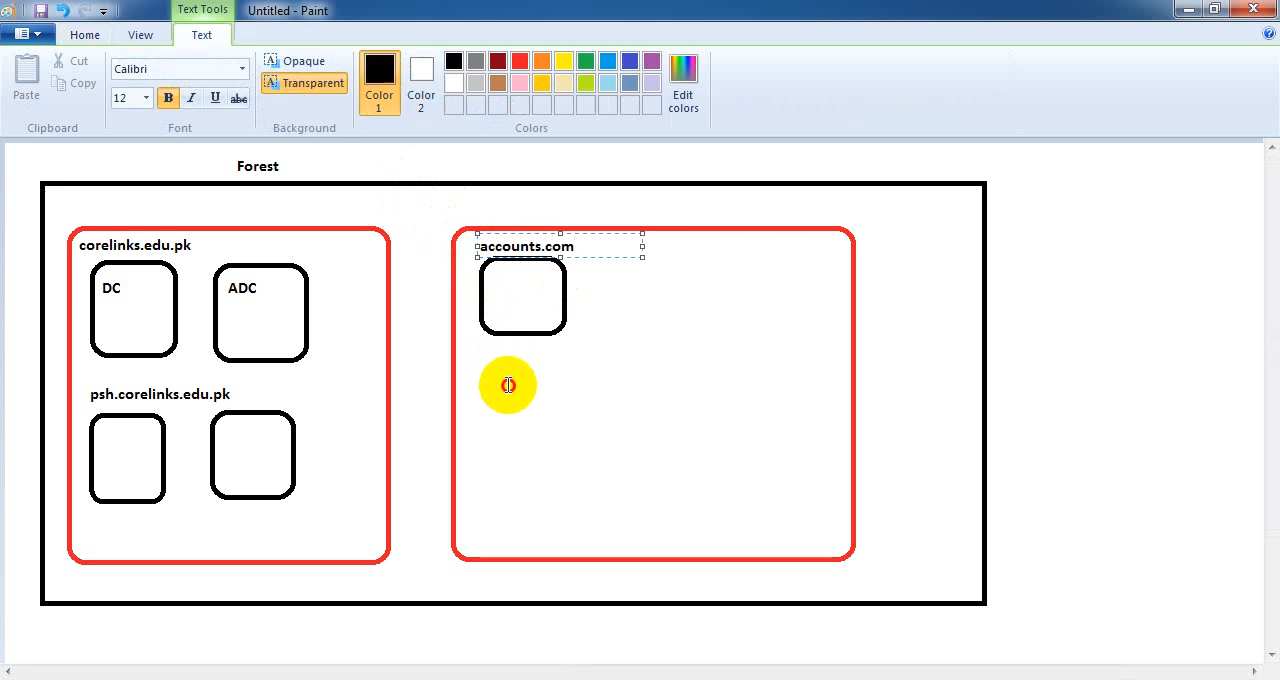 Text Tools
Untitled - Paint
Home
View
Text
Paste
Cut
Copy
Clipboard
Calibri
12
B
I
U
abc
Font
Opaque
Transparent
Background
Color
1
Color
2
Edit
colors
Colors
Forest
corelinks.edu.pk
DC
ADC
psh.corelinks.edu.pk
accounts.com